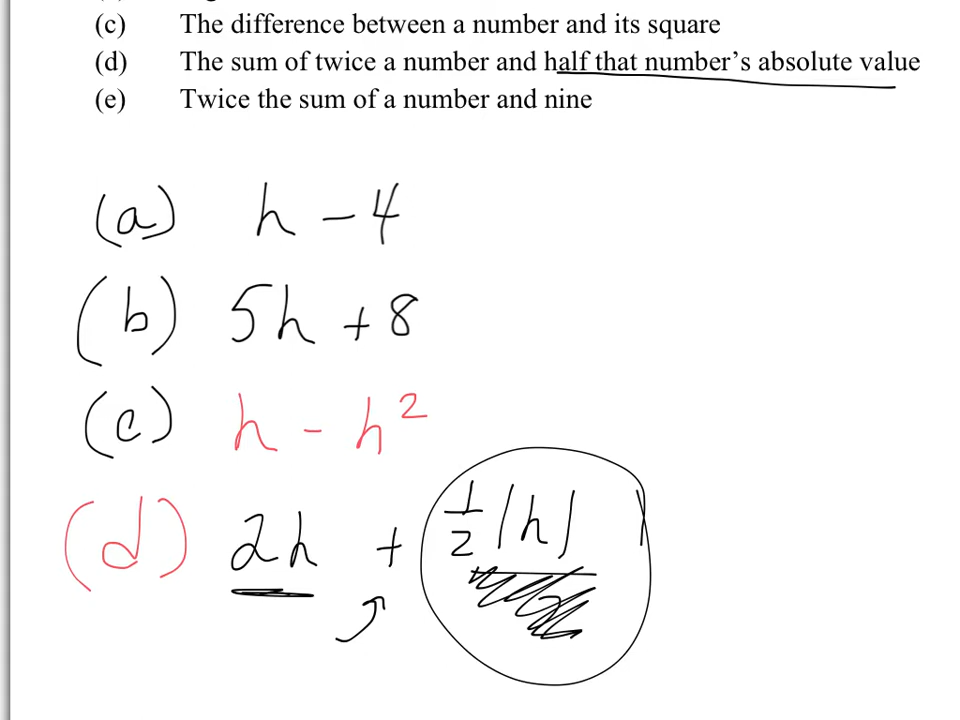 (c) The difference between a number and its square
(d) The sum of twice a number and half that number’s absolute value
(e) Twice the sum of a number and nine
(a) h - 4
(b) 5h + 8
(c) h - h²
(d) 2h + ½|h|